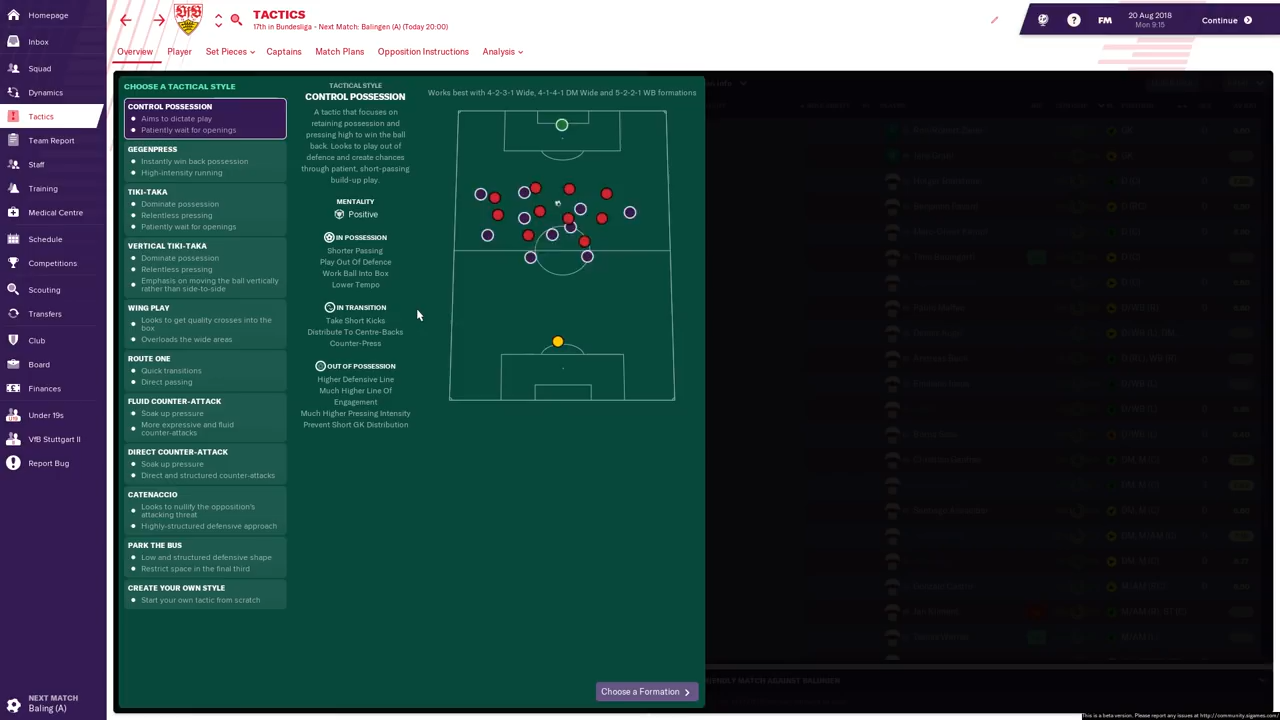 Homepage
Inbox
Squad
Dynamics
Tactics
Team Report
Staff
Training
Medical Centre
Schedule
Competitions
Scouting
Transfers
Club
Board
Finances
Under 19s
VfB Stuttgart II
Report Bug
NEXT MATCH
Baling (A)
TACTICS
17th in Bundesliga - Next Match: Balingen (A) (Today 20:00)
FM
20 Aug 2018
Mon 9:15
Continue
Overview
Player
Set Pieces
Captains
Match Plans
Opposition Instructions
Analysis
CHOOSE A TACTICAL STYLE
CONTROL POSSESSION
Aims to dictate play
Patiently wait for openings
GEGENPRESS
Instantly win back possession
High-intensity running
TIKI-TAKA
Dominate possession
Relentless pressing
Patiently wait for openings
VERTICAL TIKI-TAKA
Dominate possession
Relentless pressing
Emphasis on moving the ball vertically
rather than side-to-side
WING PLAY
Looks to get quality crosses into the
box
Overloads the wide areas
ROUTE ONE
Quick transitions
Direct passing
FLUID COUNTER-ATTACK
Soak up pressure
More expressive and fluid
counter-attacks
DIRECT COUNTER-ATTACK
Soak up pressure
Direct and structured counter-attacks
CATENACCIO
Looks to nullify the opposition's
attacking threat
Highly-structured defensive approach
PARK THE BUS
Low and structured defensive shape
Restrict space in the final third
CREATE YOUR OWN STYLE
Start your own tactic from scratch
TACTICAL STYLE
CONTROL POSSESSION
A tactic that focuses on
retaining possession and
pressing high to win the ball
back. Looks to play out of
defence and create chances
through patient, short-passing
build-up play.
MENTALITY
Positive
IN POSSESSION
Shorter Passing
Play Out Of Defence
Work Ball Into Box
Lower Tempo
IN TRANSITION
Take Short Kicks
Distribute To Centre-Backs
Counter-Press
OUT OF POSSESSION
Higher Defensive Line
Much Higher Line Of
Engagement
Much Higher Pressing Intensity
Prevent Short GK Distribution
Works best with 4-2-3-1 Wide, 4-1-4-1 DM Wide and 5-2-2-1 WB formations
Choose a Formation
This is a beta version. Please report any issues at http://community.sigames.com/